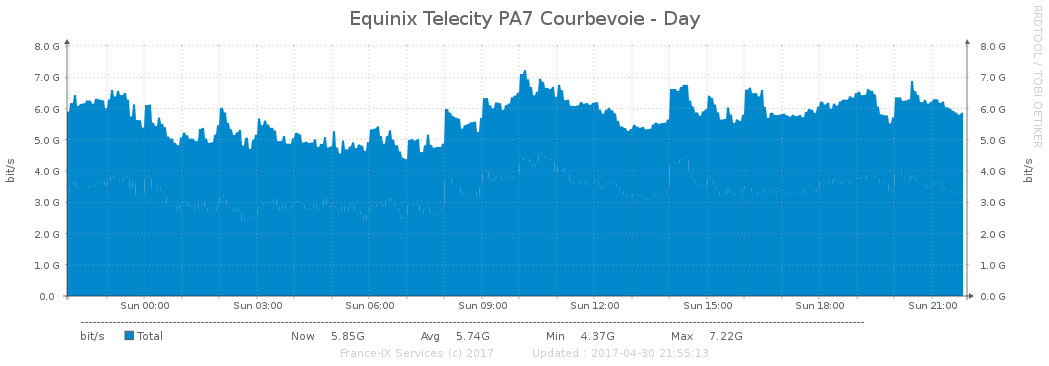 Equinix Telecity PA7 Courbevoie - Day
RRDTOOL / TOBI OETIKER
8.0 G 8.0 G
7.0 G 7.0 G
6.0 G 6.0 G
5.0 G 5.0 G
4.0 G 4.0 G
3.0 G 3.0 G
2.0 G 2.0 G
1.0 G 1.0 G
0.0 0.0 G
bit/s bit/s
Sun 00:00 Sun 03:00 Sun 06:00 Sun 09:00 Sun 12:00 Sun 15:00 Sun 18:00 Sun 21:00
bit/s Total Now 5.85G Avg 5.74G Min 4.37G Max 7.22G
France-IX Services (c) 2017 Updated : 2017-04-30 21:55:13